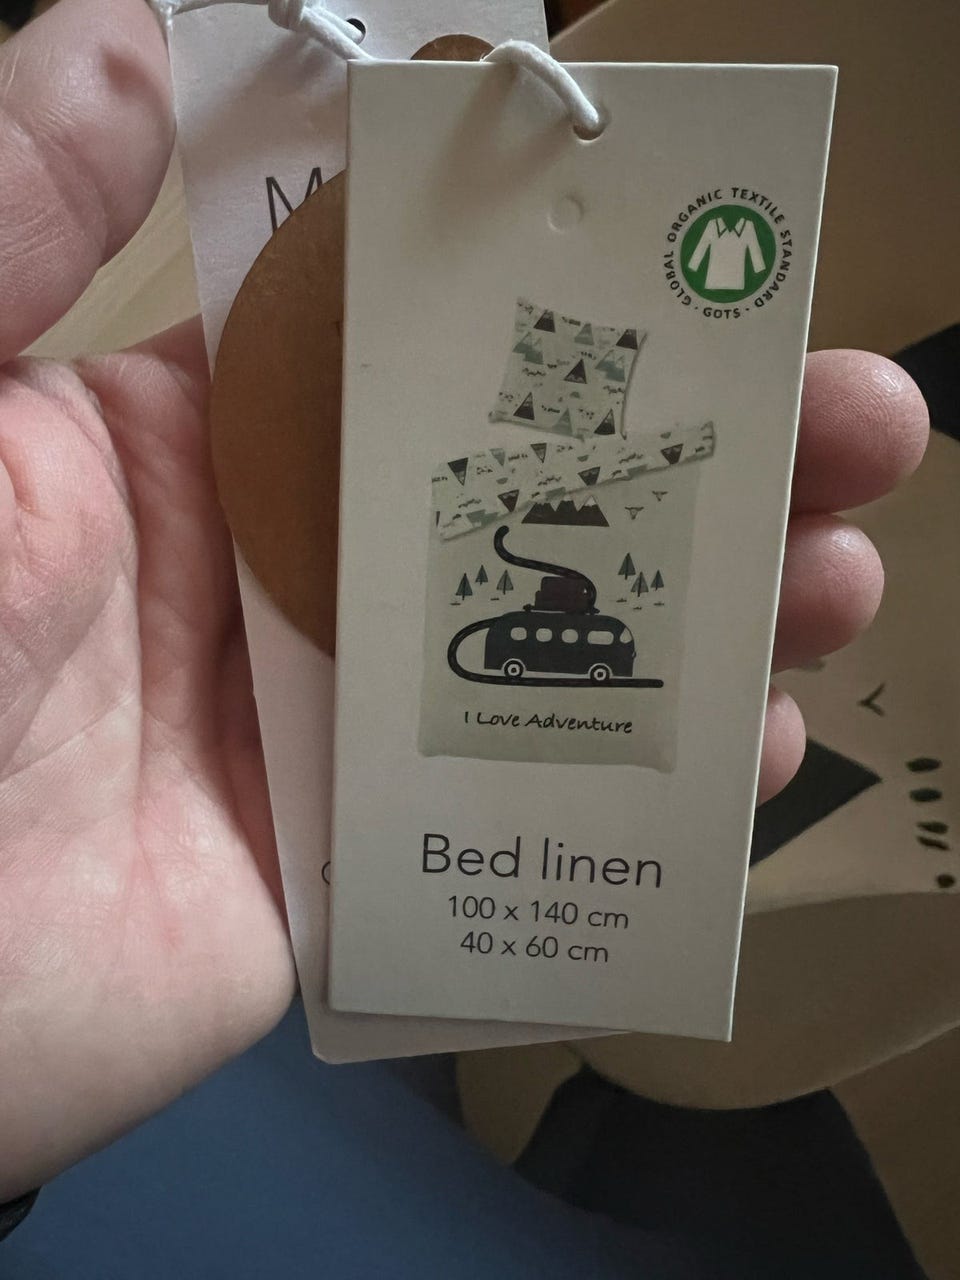 M
GLOBAL ORGANIC TEXTILE STANDARD
· GOTS ·
I Love Adventure
Bed linen
100 x 140 cm
40 x 60 cm